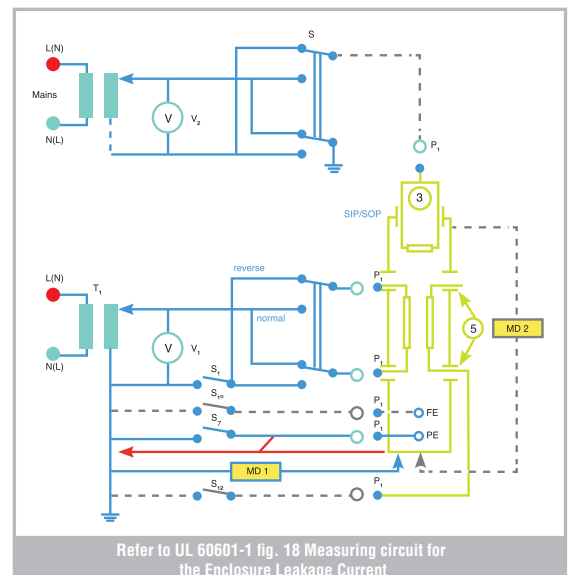 S
L(N)
Mains
V
V2
N(L)
P1
3
SIP/SOP
reverse
L(N)
T1
P1
normal
5
MD 2
V
V1
N(L)
S1
P1
S10
P1
FE
S7
P1
PE
MD 1
S12
P1
Refer to UL 60601-1 fig. 18 Measuring circuit for
the Enclosure Leakage Current